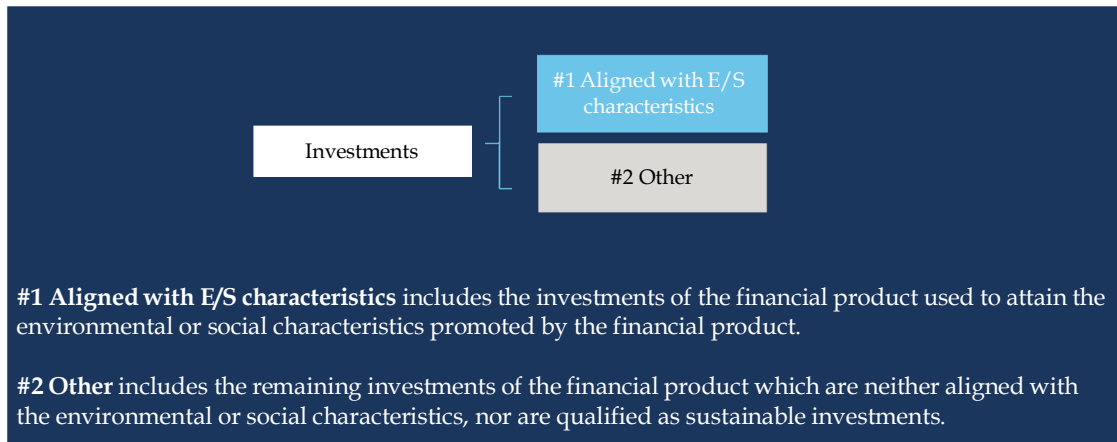 #1 Aligned with E/S
characteristics
Investments
#2 Other
#1 Aligned with E/S characteristics includes the investments of the financial product used to attain the
environmental or social characteristics promoted by the financial product.
#2 Other includes the remaining investments of the financial product which are neither aligned with
the environmental or social characteristics, nor are qualified as sustainable investments.